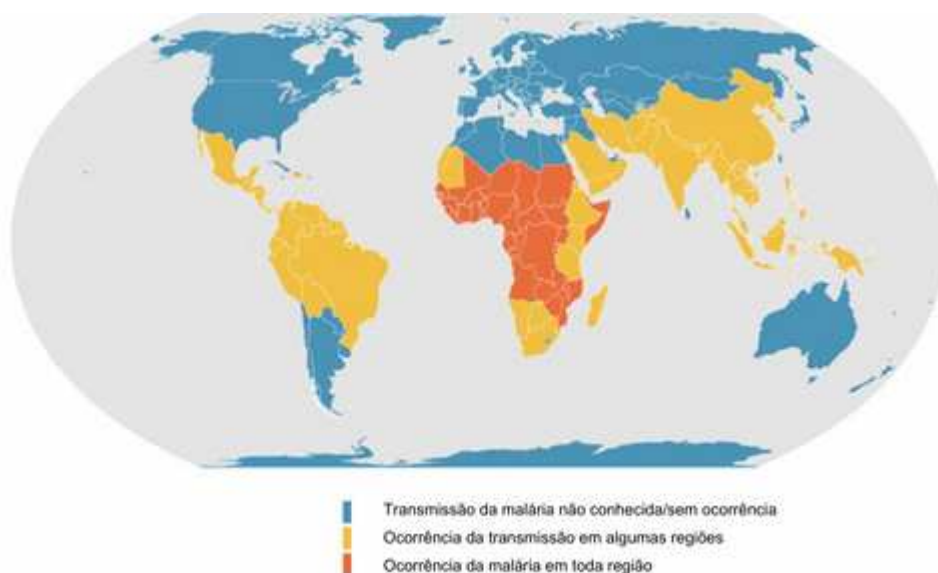 Transmissão da malária não conhecida/sem ocorrência
Ocorrência da transmissão em algumas regiões
Ocorrência da malária em toda região